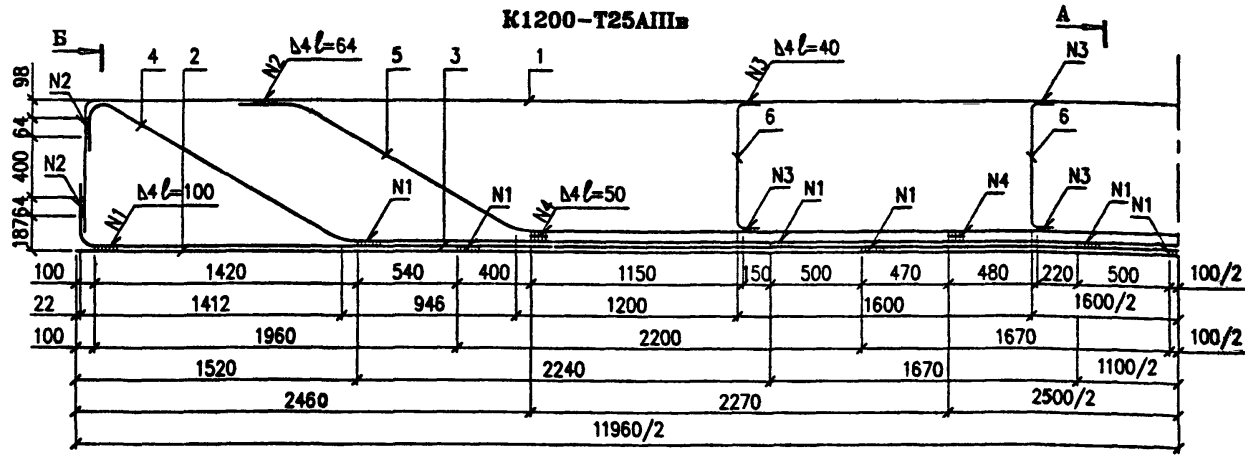 К1200-Т25АIIIв
Б
А
4
2
N2
Δ4 ℓ=64
5
3
1
N3
Δ4 ℓ=40
N3
98
N2
64
400
6
6
N2
64
187
N1
Δ4 ℓ=100
N1
N1
N4
Δ4 ℓ=50
N3
N1
N1
N4
N3
N1
N1
100
1420
540
400
1150
150
500
470
480
220
500
100/2
22
1412
946
1200
1600
1600/2
100
1960
2200
1670
100/2
1520
2240
1670
1100/2
2460
2270
2500/2
11960/2